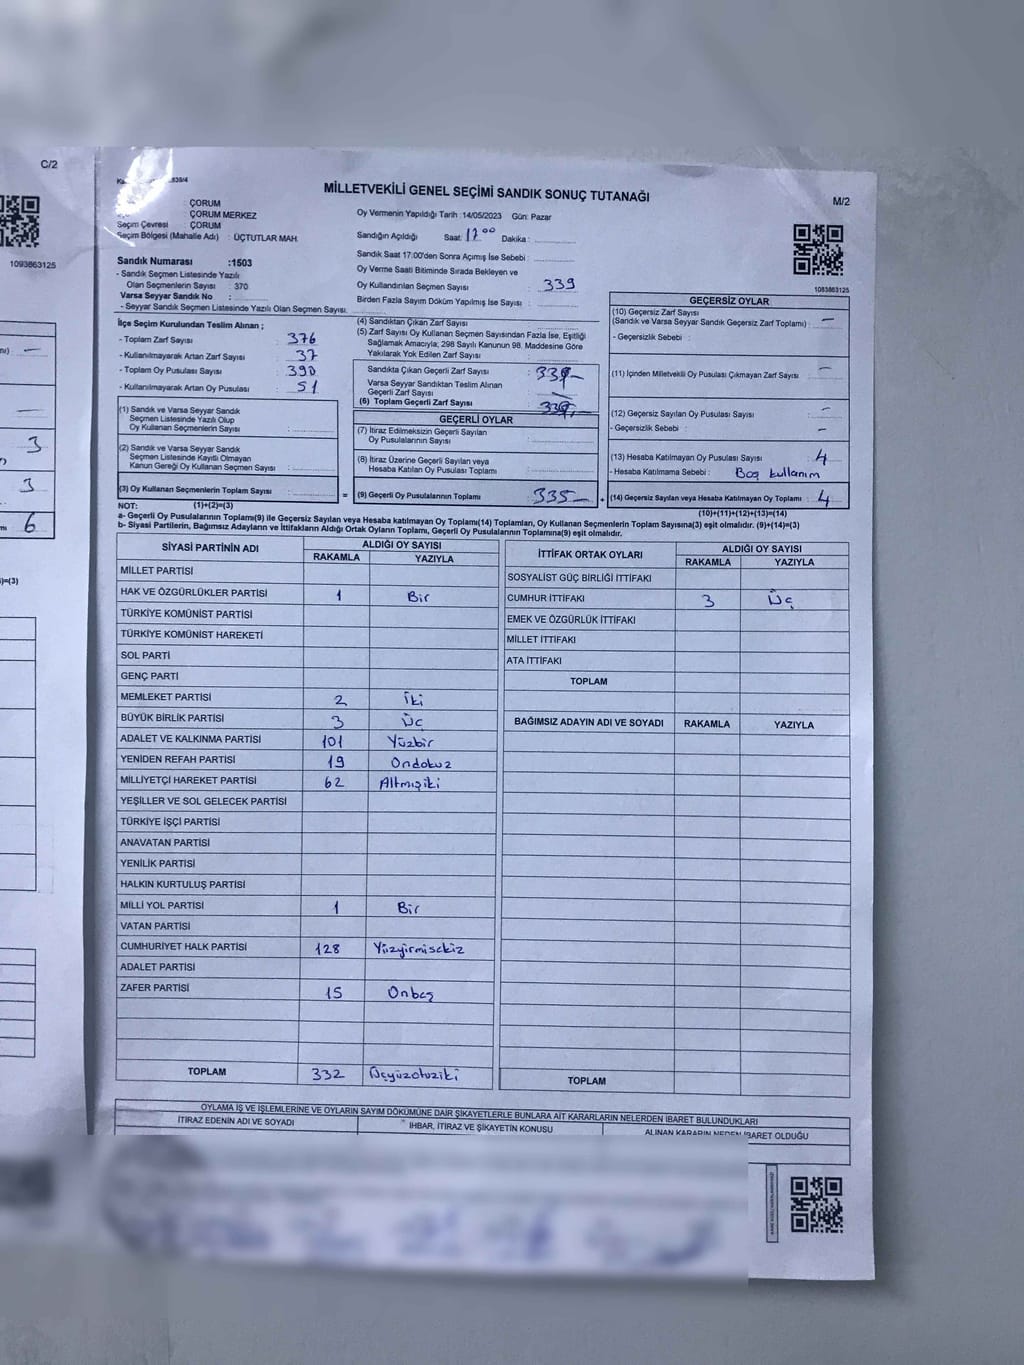 C/2
1093863125
3
3
6
)=(3)
838/4
MİLLETVEKİLİ GENEL SEÇİMİ SANDIK SONUÇ TUTANAĞI
M/2
: ÇORUM
: ÇORUM MERKEZ
Seçim Çevresi : ÇORUM
Seçim Bölgesi (Mahalle Adı) : ÜÇTUTLAR MAH.
Oy Vermenin Yapıldığı Tarih : 14/05/2023 Gün: Pazar
Sandığın Açıldığı Saat: 17⁰⁰ Dakika :
Sandık Saat 17.00'den Sonra Açımış İse Sebebi :
Oy Verme Saati Bitiminde Sırada Bekleyen ve
Oy Kullandırılan Seçmen Sayısı : 339
Birden Fazla Sayım Döküm Yapılmış İse Sayısı :
1093863125
Sandık Numarası :1503
- Sandık Seçmen Listesinde Yazılı
Olan Seçmenlerin Sayısı : 370
Varsa Seyyar Sandık No :
- Seyyar Sandık Seçmen Listesinde Yazılı Olan Seçmen Sayısı:
İlçe Seçim Kurulundan Teslim Alınan ;
- Toplam Zarf Sayısı : 376
- Kullanılmayarak Artan Zarf Sayısı : 37
- Toplam Oy Pusulası Sayısı : 390
- Kullanılmayarak Artan Oy Pusulası : 51
(1) Sandık ve Varsa Seyyar Sandık
Seçmen Listesinde Yazılı Olup
Oy Kullanan Seçmenlerin Sayısı :
(2) Sandık ve Varsa Seyyar Sandık
Seçmen Listesinde Kayıtlı Olmayan
Kanun Gereği Oy Kullanan Seçmen Sayısı :
(3) Oy Kullanan Seçmenlerin Toplam Sayısı :
(1)+(2)=(3)
(4) Sandıktan Çıkan Zarf Sayısı :
(5) Zarf Sayısı Oy Kullanan Seçmen Sayısından Fazla İse, Eşitliği
Sağlamak Amacıyla; 298 Sayılı Kanunun 98. Maddesine Göre
Yakılarak Yok Edilen Zarf Sayısı :
Sandıkta Çıkan Geçerli Zarf Sayısı : 339-
Varsa Seyyar Sandıktan Teslim Alınan
Geçerli Zarf Sayısı :
(6) Toplam Geçerli Zarf Sayısı : 339-
GEÇERLİ OYLAR
(7) İtiraz Edilmeksizin Geçerli Sayılan
Oy Pusulalarının Sayısı :
(8) İtiraz Üzerine Geçerli Sayılan veya
Hesaba Katılan Oy Pusulası Toplamı :
= (9) Geçerli Oy Pusulalarının Toplamı : 335-
GEÇERSİZ OYLAR
(10) Geçersiz Zarf Sayısı
(Sandık ve Varsa Seyyar Sandık Geçersiz Zarf Toplamı) : -
- Geçersizlik Sebebi :
(11) İçinden Milletvekili Oy Pusulası Çıkmayan Zarf Sayısı : -
(12) Geçersiz Sayılan Oy Pusulası Sayısı : -
- Geçersizlik Sebebi : -
(13) Hesaba Katılmayan Oy Pusulası Sayısı : 4
- Hesaba Katılmama Sebebi : Boş kullanım
+ (14) Geçersiz Sayılan veya Hesaba Katılmayan Oy Toplamı : 4
(10)+(11)+(12)+(13)=(14)
NOT:
a- Geçerli Oy Pusulasının Toplamı(9) ile Geçersiz Sayılan veya Hesaba katılmayan Oy Toplamı(14) Toplamları, Oy Kullanan Seçmenlerin Toplam Sayısına(3) eşit olmalıdır. (9)+(14)=(3)
b- Siyasi Partilerin, Bağımsız Adayların ve İttifakların Aldığı Ortak Oyların Toplamı, Geçerli Oy Pusulalarının Toplamına(9) eşit olmalıdır.
SİYASİ PARTİNİN ADI ALDIĞI OY SAYISI
RAKAMLA YAZIYLA
MİLLET PARTİSİ
HAK VE ÖZGÜRLÜKLER PARTİSİ 1 Bir
TÜRKİYE KOMÜNİST PARTİSİ
TÜRKİYE KOMÜNİST HAREKETİ
SOL PARTİ
GENÇ PARTİ
MEMLEKET PARTİSİ 2 İki
BÜYÜK BİRLİK PARTİSİ 3 Üç
ADALET VE KALKINMA PARTİSİ 101 Yüzbir
YENİDEN REFAH PARTİSİ 19 Ondokuz
MİLLİYETÇİ HAREKET PARTİSİ 62 Altmışiki
YEŞİLLER VE SOL GELECEK PARTİSİ
TÜRKİYE İŞÇİ PARTİSİ
ANAVATAN PARTİSİ
YENİLİK PARTİSİ
HALKIN KURTULUŞ PARTİSİ
MİLLİ YOL PARTİSİ 1 Bir
VATAN PARTİSİ
CUMHURİYET HALK PARTİSİ 128 Yüzyirmisekiz
ADALET PARTİSİ
ZAFER PARTİSİ 15 Onbeş
TOPLAM 332 Üçyüzotuziki
İTTİFAK ORTAK OYLARI ALDIĞI OY SAYISI
RAKAMLA YAZIYLA
SOSYALİST GÜÇ BİRLİĞİ İTTİFAKI
CUMHUR İTTİFAKI 3 Üç
EMEK VE ÖZGÜRLÜK İTTİFAKI
MİLLET İTTİFAKI
ATA İTTİFAKI
TOPLAM
BAĞIMSIZ ADAYIN ADI VE SOYADI RAKAMLA YAZIYLA
TOPLAM
OYLAMA İŞ VE İŞLEMLERİNE VE OYLARIN SAYIM DÖKÜMÜNE DAİR ŞİKAYETLERLE BUNLARA AİT KARARLARIN NELERDEN İBARET BULUNDUKLARI
İTİRAZ EDENİN ADI VE SOYADI İHBAR, İTİRAZ VE ŞİKAYETİN KONUSU ALINAN KARARIN NEDEN İBARET OLDUĞU